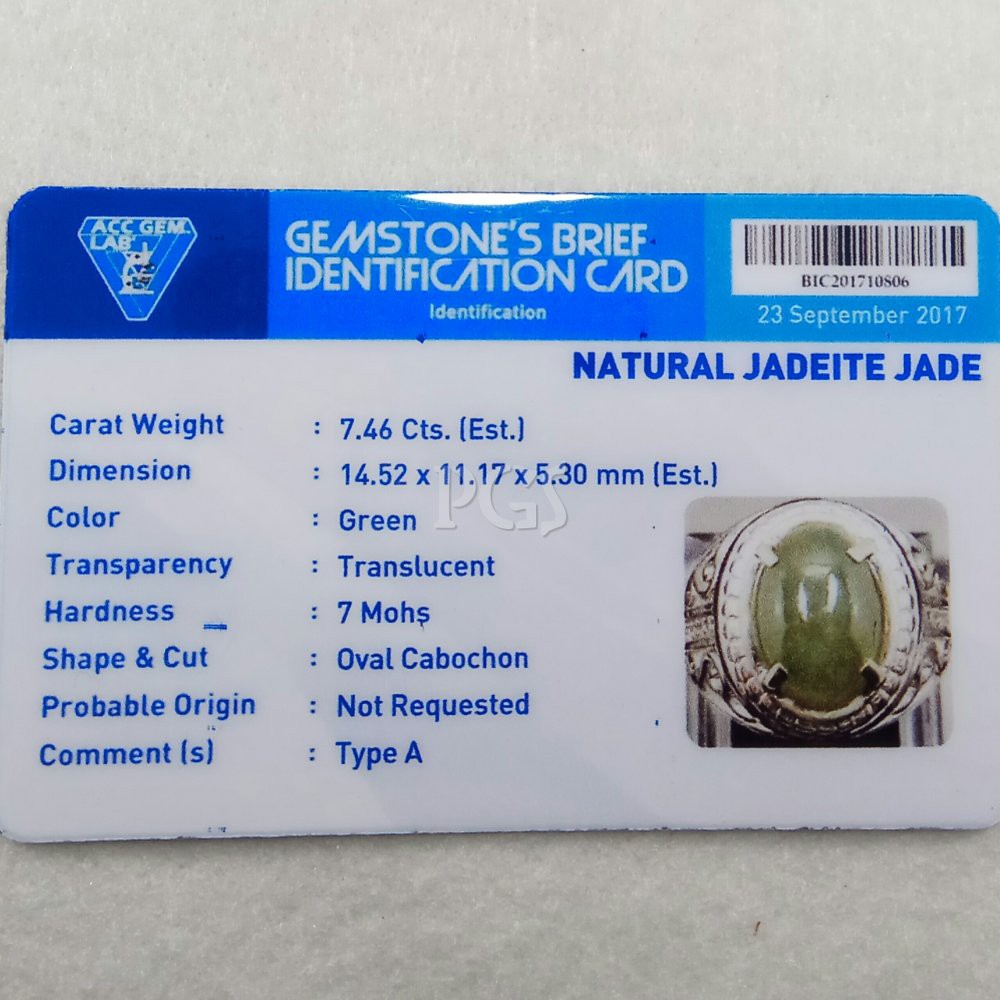 ACC GEM.
LAB
GEMSTONE'S BRIEF
IDENTIFICATION CARD
Identification
BIC201710806
23 September 2017
NATURAL JADEITE JADE
Carat Weight : 7.46 Cts. (Est.)
Dimension : 14.52 x 11.17 x 5.30 mm (Est.)
Color : Green
Transparency : Translucent
Hardness : 7 Mohs
Shape & Cut : Oval Cabochon
Probable Origin : Not Requested
Comment (s) : Type A
PGS